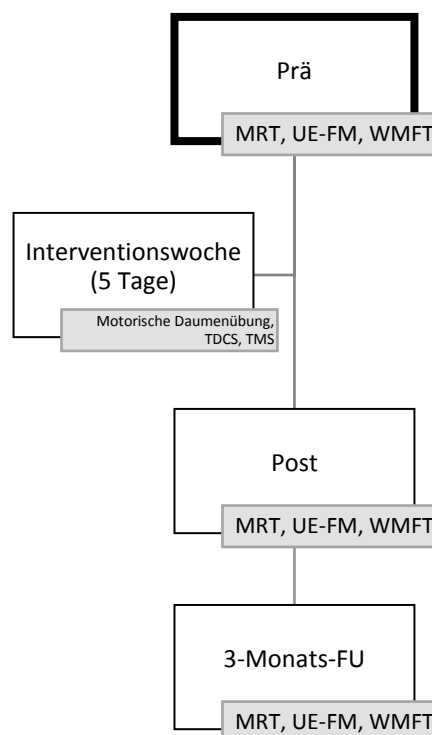 Prä
MRT, UE-FM, WMFT
Interventionswoche
(5 Tage)
Motorische Daumenübung,
TDCS, TMS
Post
MRT, UE-FM, WMFT
3-Monats-FU
MRT, UE-FM, WMFT